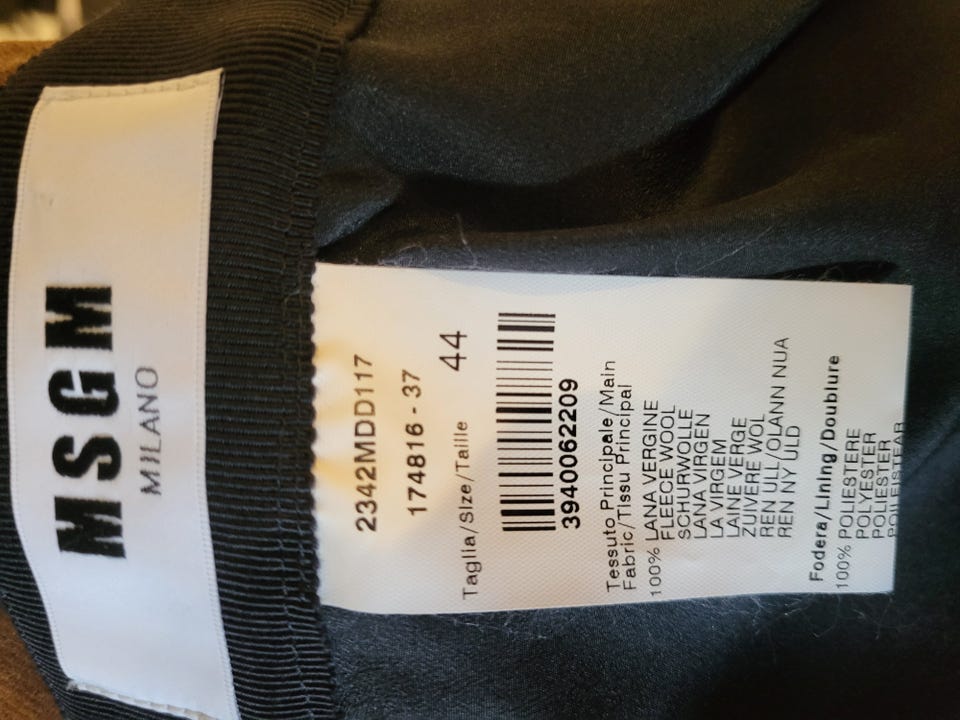 MSGM
MILANO
2342MDD117
174816 - 37
Taglia/Size/Taille 44
3940062209
Tessuto Principale/Main
Fabric/Tissu Principal
100% LANA VERGINE
FLEECE WOOL
SCHURWOLLE
LANA VIRGEN
LA VIRGEM
LAINE VERGE
ZUIVERE WOL
REN ULL /OLANN NUA
REN NY ULD
Fodera/Lining/Doublure
100% POLIESTERE
POLYESTER
POLIESTER
POILEISTEAR